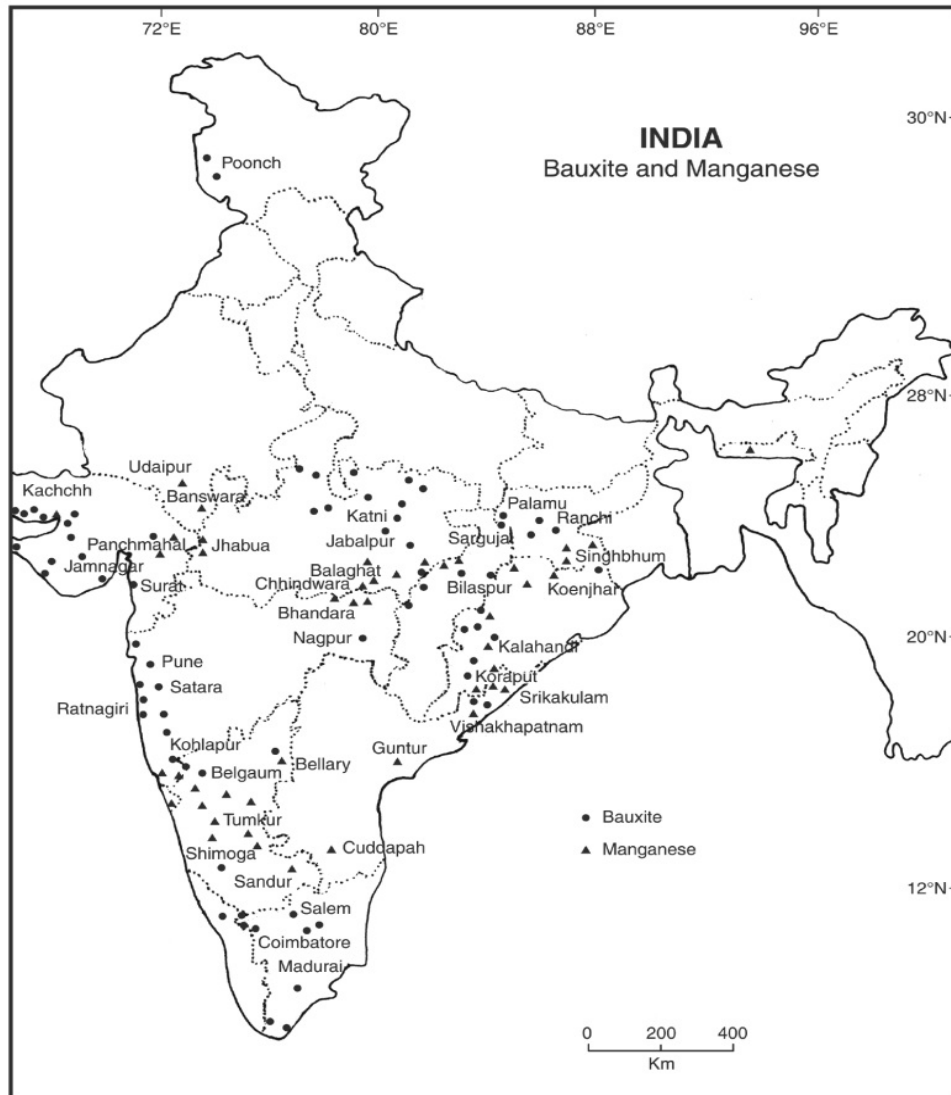 72°E
80°E
88°E
96°E
30°N
INDIA
Bauxite and Manganese
Poonch
28°N
Udaipur
Kachchh
Banswara
Palamu
Katni
Ranchi
Panchmahal
Jhabua
Jabalpur
Sarguja
Singhbhum
Jamnagar
Balaghat
Surat
Chhindwara
Bilaspur
Koenjhar
Bhandara
Nagpur
Kalahandi
20°N
Pune
Koraput
Satara
Srikakulam
Ratnagiri
Vishakhapatnam
Kohlapur
Guntur
Bellary
Belgaum
Bauxite
Tumkur
Manganese
Shimoga
Cuddapah
Sandur
12°N
Salem
Coimbatore
Madurai
0 200 400
Km